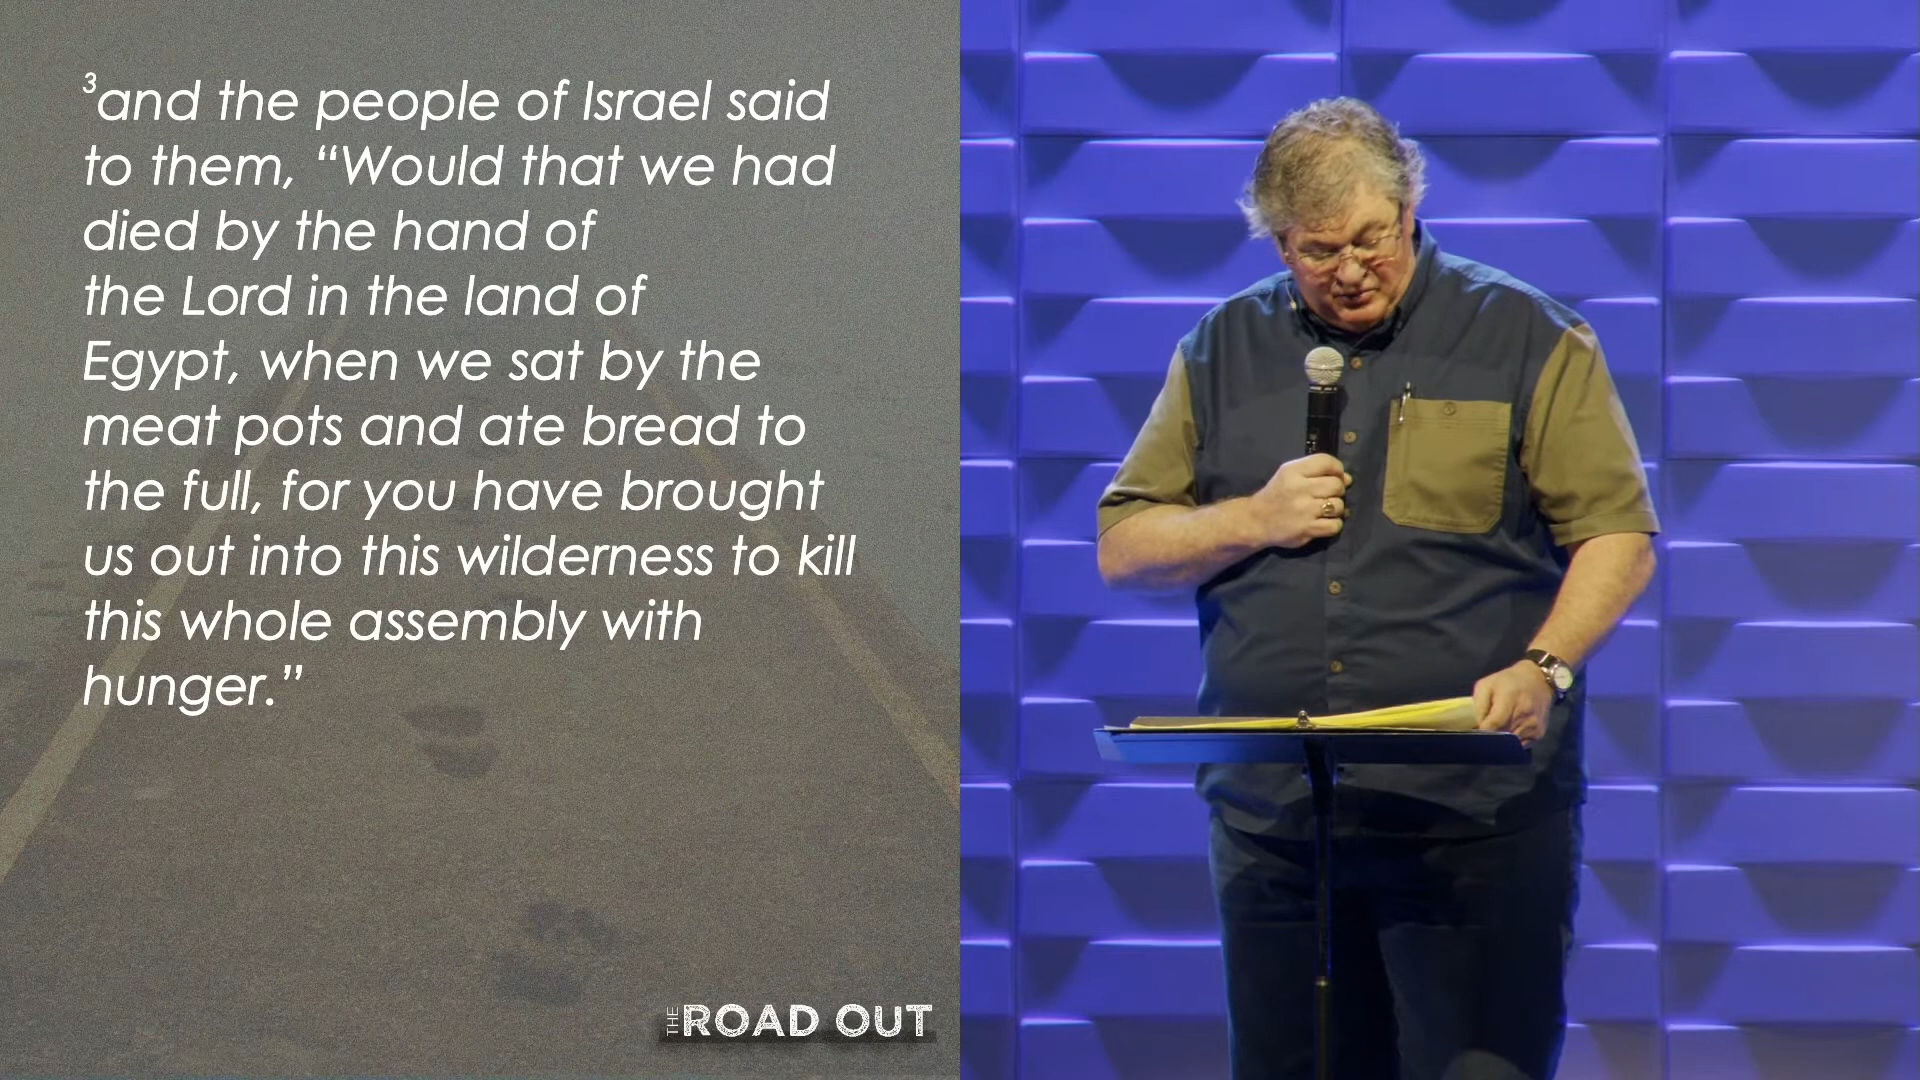 ³and the people of Israel said
to them, “Would that we had
died by the hand of
the Lord in the land of
Egypt, when we sat by the
meat pots and ate bread to
the full, for you have brought
us out into this wilderness to kill
this whole assembly with
hunger.”
THE ROAD OUT